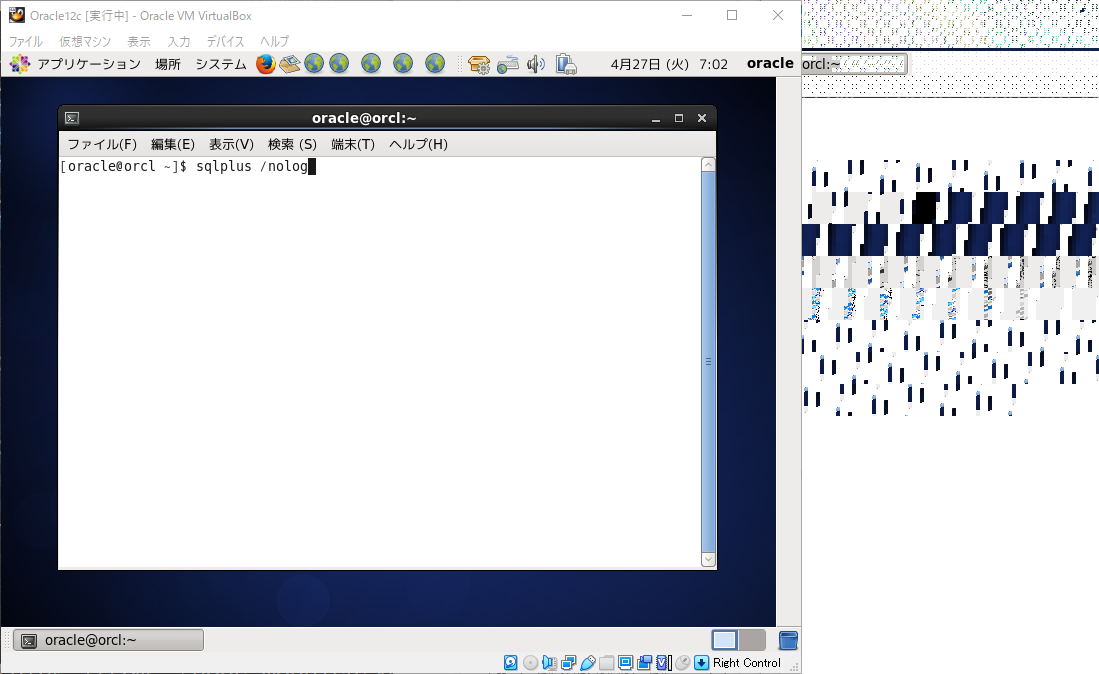 Oracle12c [実行中] - Oracle VM VirtualBox
ファイル 仮想マシン 表示 入力 デバイス ヘルプ
アプリケーション 場所 システム 4月27日 (火) 7:02 oracle
orcl:~
oracle@orcl:~
ファイル(F) 編集(E) 表示(V) 検索 (S) 端末(T) ヘルプ(H)
[oracle@orcl ~]$ sqlplus /nolog
oracle@orcl:~
Right Control